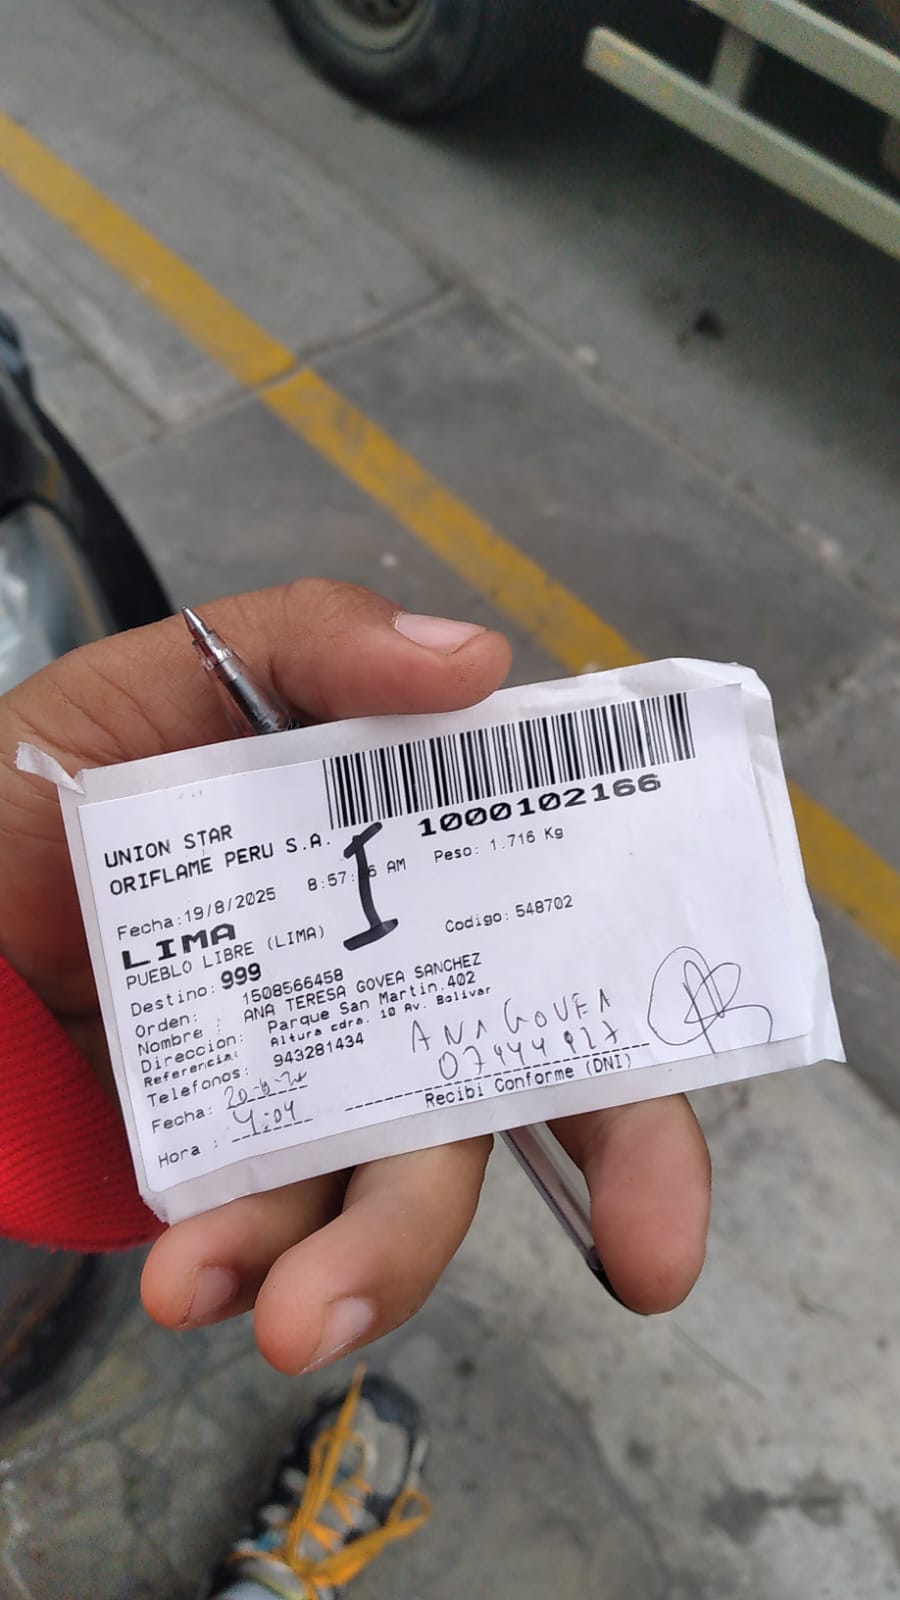 1000102166
UNION STAR
ORIFLAME PERU S.A.
Fecha:19/8/2025 8:57: 6 AM Peso: 1.716 Kg
LIMA
PUEBLO LIBRE (LIMA) Codigo: 548702
Destino: 999
Orden: 1508566458
Nombre : ANA TERESA GOVEA SANCHEZ
Direccion: Parque San Martin.402
Referencia: Altura cdra. 10 Av. Bolivar
Telefonos: 943281434
ANA GOVEA
Fecha:
Hora : 4:04
Recibi Conforme (DNI)